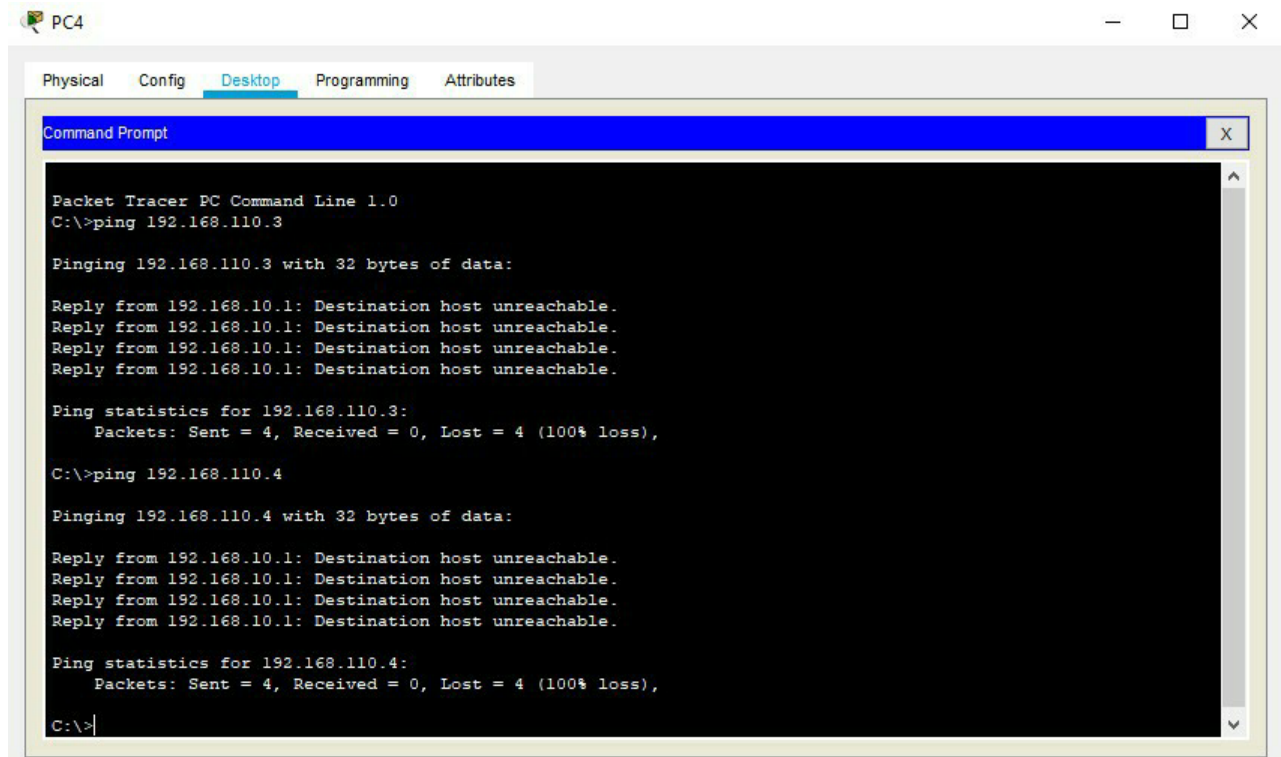 PC4
Physical Config Desktop Programming Attributes
Command Prompt
X
Packet Tracer PC Command Line 1.0
C:\>ping 192.168.110.3
Pinging 192.168.110.3 with 32 bytes of data:
Reply from 192.168.10.1: Destination host unreachable.
Reply from 192.168.10.1: Destination host unreachable.
Reply from 192.168.10.1: Destination host unreachable.
Reply from 192.168.10.1: Destination host unreachable.
Ping statistics for 192.168.110.3:
Packets: Sent = 4, Received = 0, Lost = 4 (100% loss),
C:\>ping 192.168.110.4
Pinging 192.168.110.4 with 32 bytes of data:
Reply from 192.168.10.1: Destination host unreachable.
Reply from 192.168.10.1: Destination host unreachable.
Reply from 192.168.10.1: Destination host unreachable.
Reply from 192.168.10.1: Destination host unreachable.
Ping statistics for 192.168.110.4:
Packets: Sent = 4, Received = 0, Lost = 4 (100% loss),
C:\>